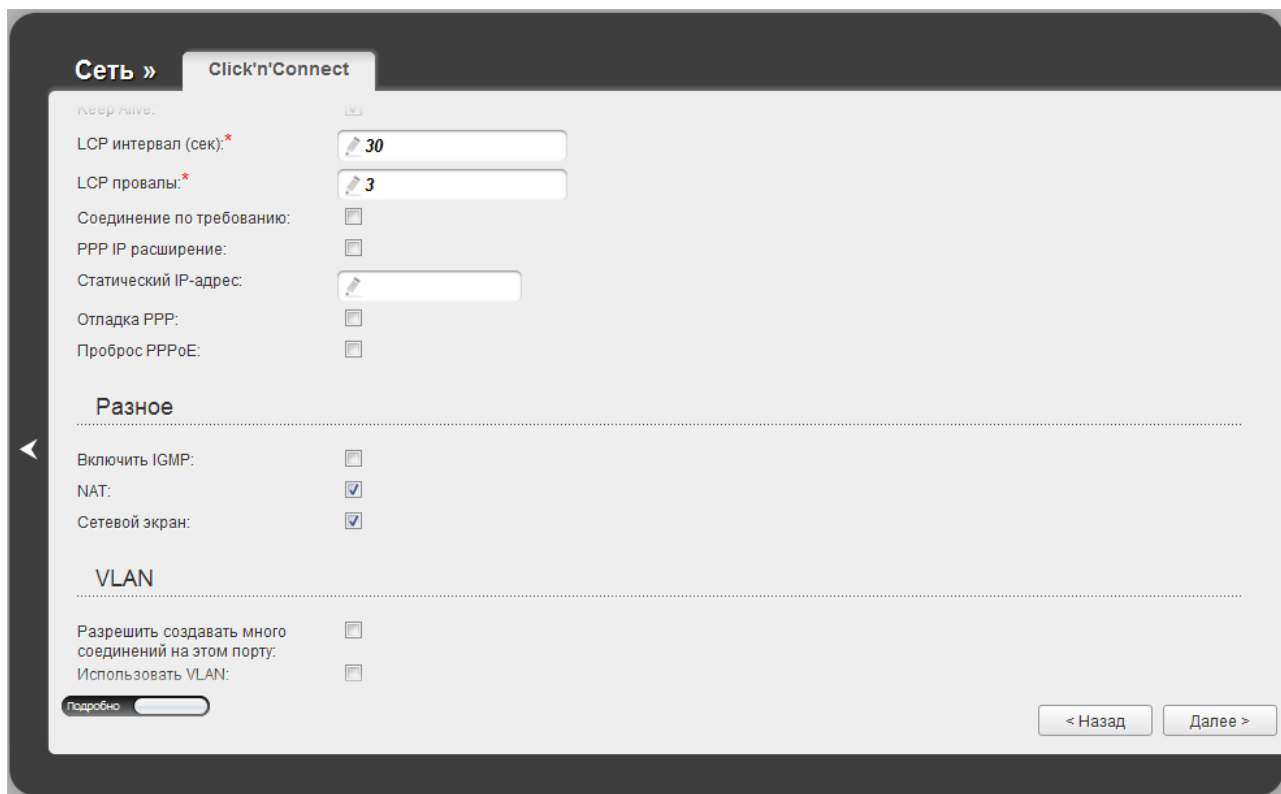 Сеть »
Click'n'Connect
Keep Alive:
LCP интервал (сек):*
30
LCP провалы:*
3
Соединение по требованию:
PPP IP расширение:
Статический IP-адрес:
Отладка PPP:
Проброс PPPoE:
Разное
Включить IGMP:
NAT:
Сетевой экран:
VLAN
Разрешить создавать много
соединений на этом порту:
Использовать VLAN:
Подробно
< Назад
Далее >